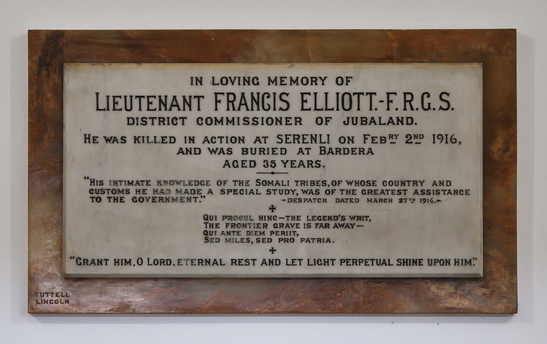 IN LOVING MEMORY OF
LIEUTENANT FRANCIS ELLIOTT.-F.R.G.S.
DISTRICT COMMISSIONER OF JUBALAND.
HE WAS KILLED IN ACTION AT SERENLI ON FEBRY 2ND 1916,
AND WAS BURIED AT BARDERA
AGED 35 YEARS.
"HIS INTIMATE KNOWLEDGE OF THE SOMALI TRIBES, OF WHOSE COUNTRY AND
CUSTOMS HE HAD MADE A SPECIAL STUDY, WAS OF THE GREATEST ASSISTANCE
TO THE GOVERNMENT." -DESPATCH DATED MARCH 27TH 1916.-
QUI PROCUL HINC-THE LEGEND'S WRIT,
THE FRONTIER GRAVE IS FAR AWAY-
QUI ANTE DIEM PERIIT,
SED MILES, SED PRO PATRIA.
"GRANT HIM, O LORD, ETERNAL REST AND LET LIGHT PERPETUAL SHINE UPON HIM."
TUTTELL
LINCOLN